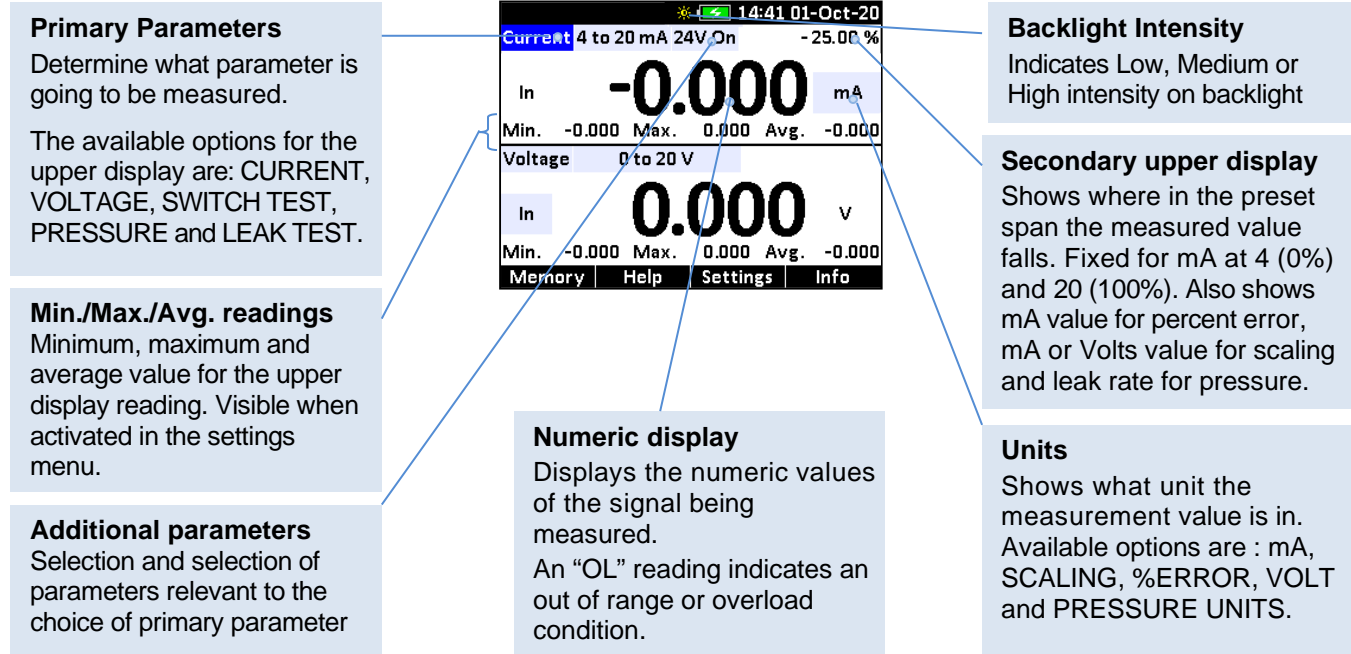 Primary Parameters
Determine what parameter is
going to be measured.
The available options for the
upper display are: CURRENT,
VOLTAGE, SWITCH TEST,
PRESSURE and LEAK TEST.
Min./Max./Avg. readings
Minimum, maximum and
average value for the upper
display reading. Visible when
activated in the settings
menu.
Additional parameters
Selection and selection of
parameters relevant to the
choice of primary parameter
14:41 01-Oct-20
Current 4 to 20 mA 24V On -25.00 %
In -0.000 mA
Min. -0.000 Max. 0.000 Avg. -0.000
Voltage 0 to 20 V
In 0.000 V
Min. -0.000 Max. 0.000 Avg. -0.000
Memory Help Settings Info
Numeric display
Displays the numeric values
of the signal being
measured.
An “OL” reading indicates an
out of range or overload
condition.
Backlight Intensity
Indicates Low, Medium or
High intensity on backlight
Secondary upper display
Shows where in the preset
span the measured value
falls. Fixed for mA at 4 (0%)
and 20 (100%). Also shows
mA value for percent error,
mA or Volts value for scaling
and leak rate for pressure.
Units
Shows what unit the
measurement value is in.
Available options are : mA,
SCALING, %ERROR, VOLT
and PRESSURE UNITS.